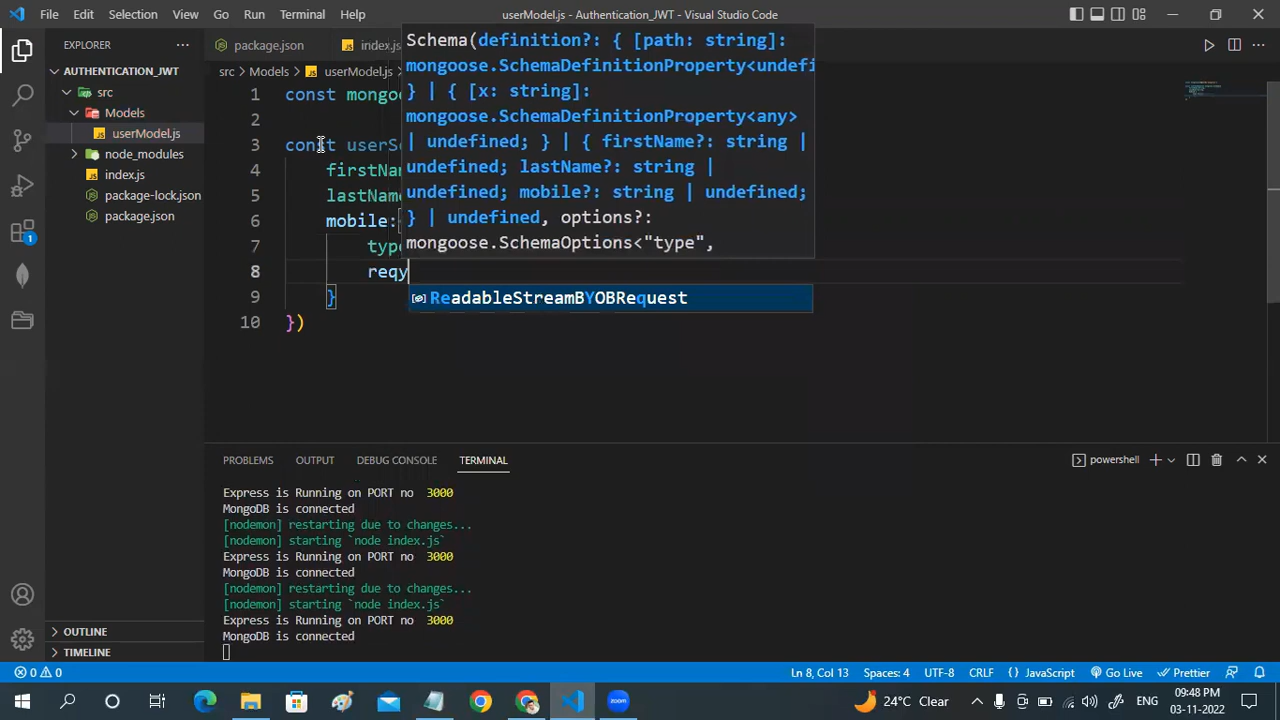 File Edit Selection View Go Run Terminal Help userModel.js - Authentication_JWT - Visual Studio Code
EXPLORER
package.json
index.js
AUTHENTICATION_JWT
src
Models
userModel.js
node_modules
index.js
package-lock.json
package.json
OUTLINE
TIMELINE
src > Models > userModel.js >
1 const mongoo
2
3 const userSc
4 firstNam
5 lastName
6 mobile:{
7 type
8 reqy
9 }
10 })
Schema(definition?: { [path: string]:
mongoose.SchemaDefinitionProperty<undefi
} | { [x: string]:
mongoose.SchemaDefinitionProperty<any>
| undefined; } | { firstName?: string |
undefined; lastName?: string |
undefined; mobile?: string | undefined;
} | undefined, options?:
mongoose.SchemaOptions<"type",
ReadableStreamBYOBRequest
PROBLEMS OUTPUT DEBUG CONSOLE TERMINAL
powershell
Express is Running on PORT no 3000
MongoDB is connected
[nodemon] restarting due to changes...
[nodemon] starting `node index.js`
Express is Running on PORT no 3000
MongoDB is connected
[nodemon] restarting due to changes...
[nodemon] starting `node index.js`
Express is Running on PORT no 3000
MongoDB is connected
0 0 Ln 8, Col 13 Spaces: 4 UTF-8 CRLF { } JavaScript Go Live Prettier
24°C Clear ENG 09:48 PM
03-11-2022